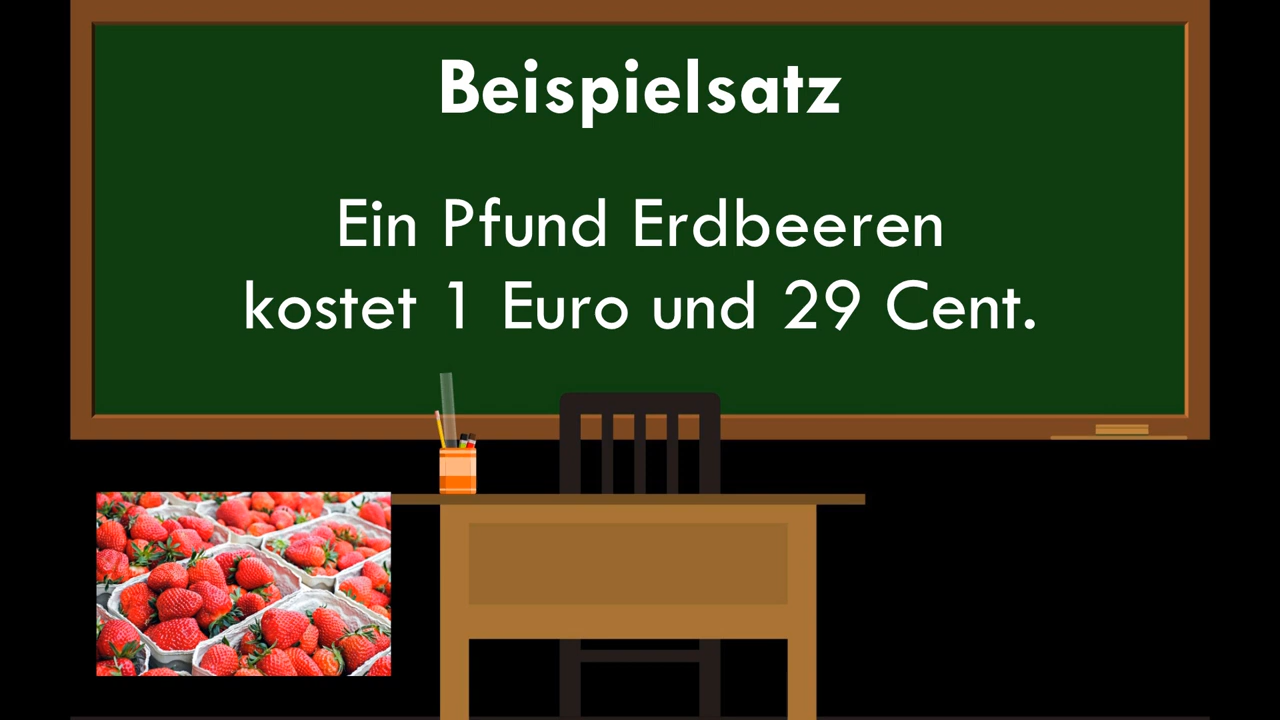 Beispielsatz
Ein Pfund Erdbeeren
kostet 1 Euro und 29 Cent.